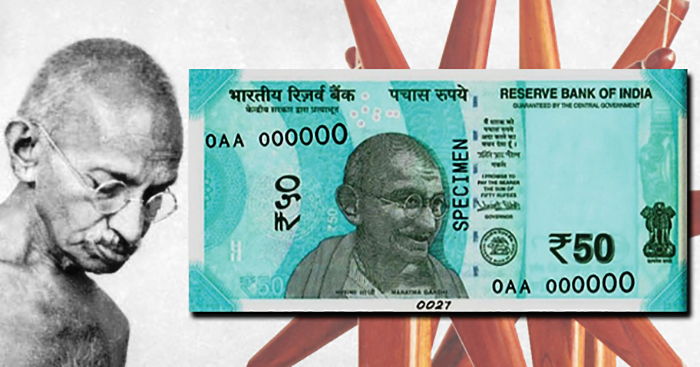 भारतीय रिज़र्व बैंक
केन्द्रीय सरकार द्वारा प्रत्याभूत
पचास रुपये
RESERVE BANK OF INDIA
GUARANTEED BY THE CENTRAL GOVERNMENT
0AA 000000
मैं धारक को
पचास रुपये
अदा करने का
वचन देता हूँ।
I PROMISE TO
PAY THE BEARER
THE SUM OF
FIFTY RUPEES
GOVERNOR
₹५०
SPECIMEN
₹50
₹50
50
0AA 000000
महात्मा गांधी MAHATMA GANDHI
0027